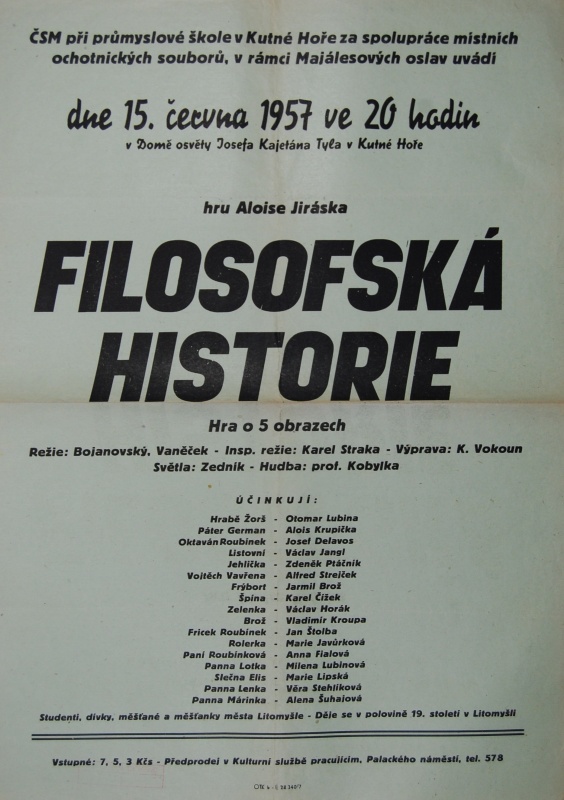 ČSM při průmyslové škole v Kutné Hoře za spolupráce místních
ochotnických souborů, v rámci Majálesových oslav uvádí
dne 15. června 1957 ve 20 hodin
v Domě osvěty Josefa Kajetána Tyla v Kutné Hoře
hru Aloise Jiráska
FILOSOFSKÁ
HISTORIE
Hra o 5 obrazech
Režie: Bojanovský, Vaněček - Insp. režie: Karel Straka - Výprava: K. Vokoun
Světla: Zedník - Hudba: prof. Kobylka
ÚČINKUJÍ:
Hrabě Žorš - Otomar Lubina
Páter German - Alois Krupička
Oktaván Roubínek - Josef Delavos
Listovní - Václav Jangl
Jehlička - Zdeněk Ptáčník
Vojtěch Vavřena - Alfred Strejček
Frýbort - Jarmil Brož
Špína - Karel Čížek
Zelenka - Václav Horák
Brož - Vladimír Kroupa
Fricek Roubínek - Jan Štolba
Rolerka - Marie Javůrková
Paní Roubínková - Anna Fialová
Panna Lotka - Milena Lubinová
Slečna Elis - Marie Lipská
Panna Lenka - Věra Stehlíková
Panna Márinka - Alena Šuhajová
Studenti, dívky, měšťané a měšťanky města Litomyšle - Děje se v polovině 19. století v Litomyšli
Vstupné: 7, 5, 3 Kčs - Předprodej v Kulturní službě pracujícím, Palackého náměstí, tel. 578